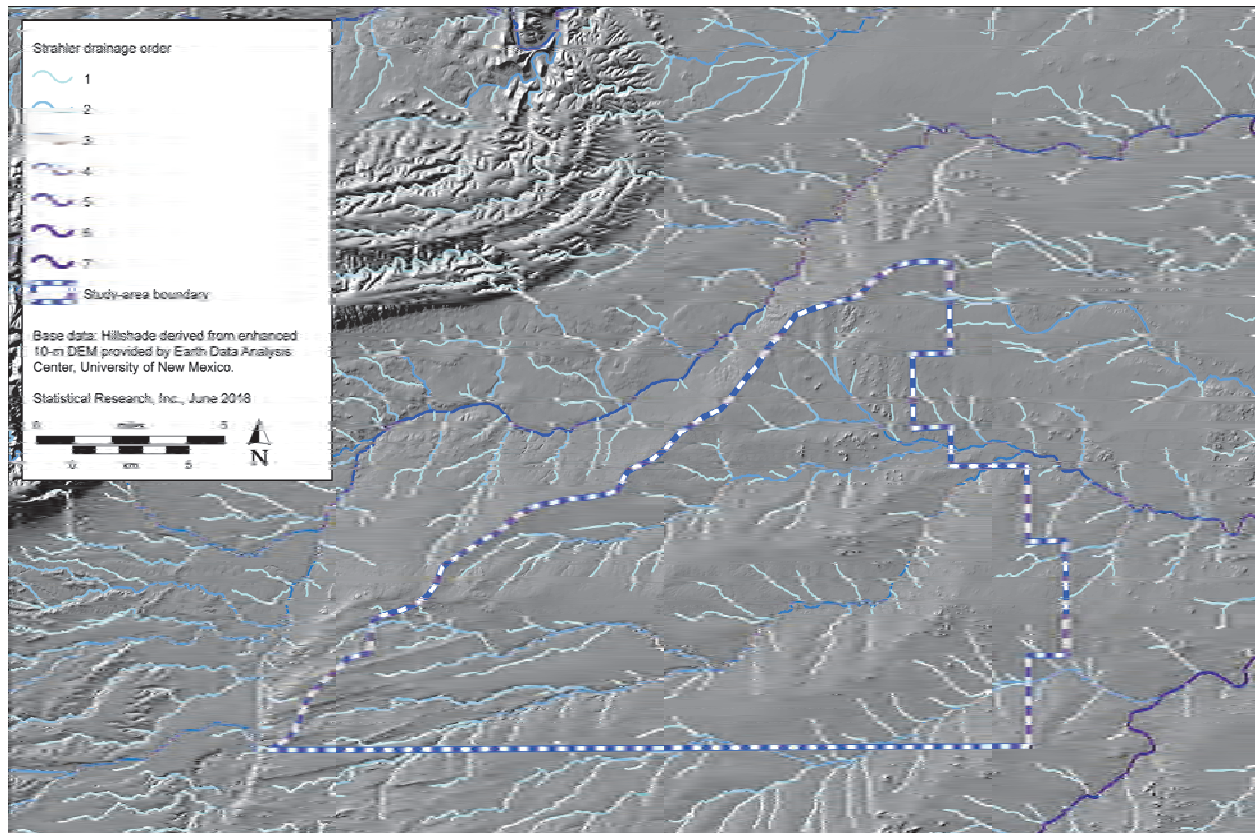 Strahler drainage order
1
2
3
4
5
6
7
Study-area boundary
Base data: Hillshade derived from enhanced
10-m DEM provided by Earth Data Analysis
Center, University of New Mexico.
Statistical Research, Inc., June 2018
0 miles 5
0 km 5
N